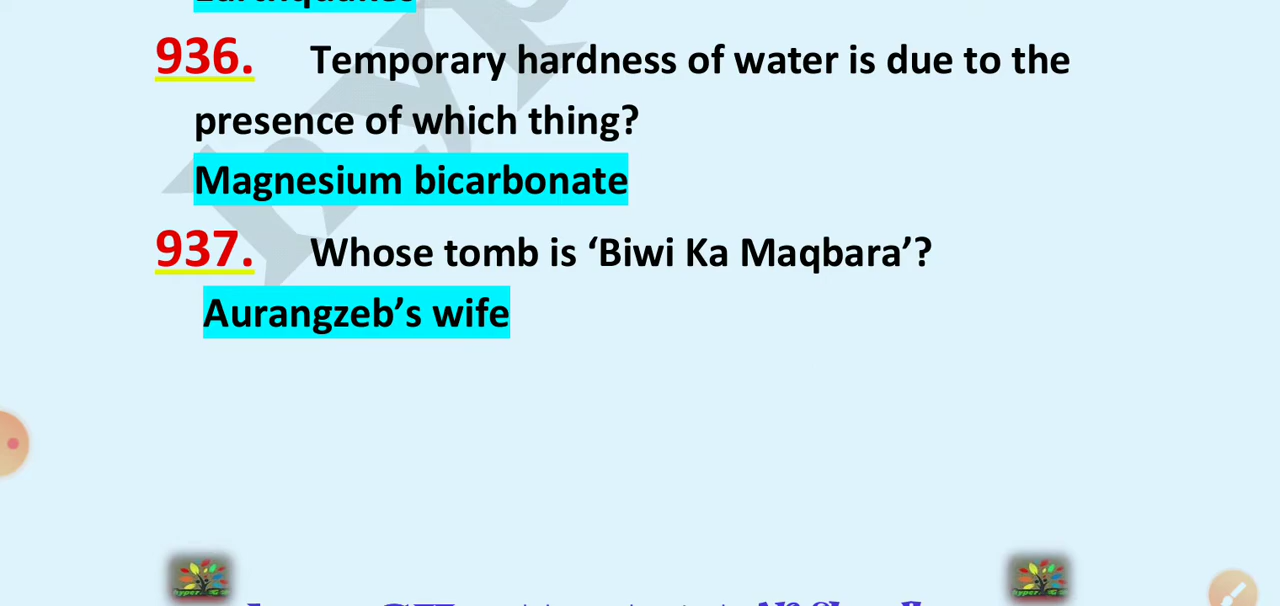 Earthquakes
936. Temporary hardness of water is due to the
presence of which thing?
Magnesium bicarbonate
937. Whose tomb is ‘Biwi Ka Maqbara’?
Aurangzeb’s wife